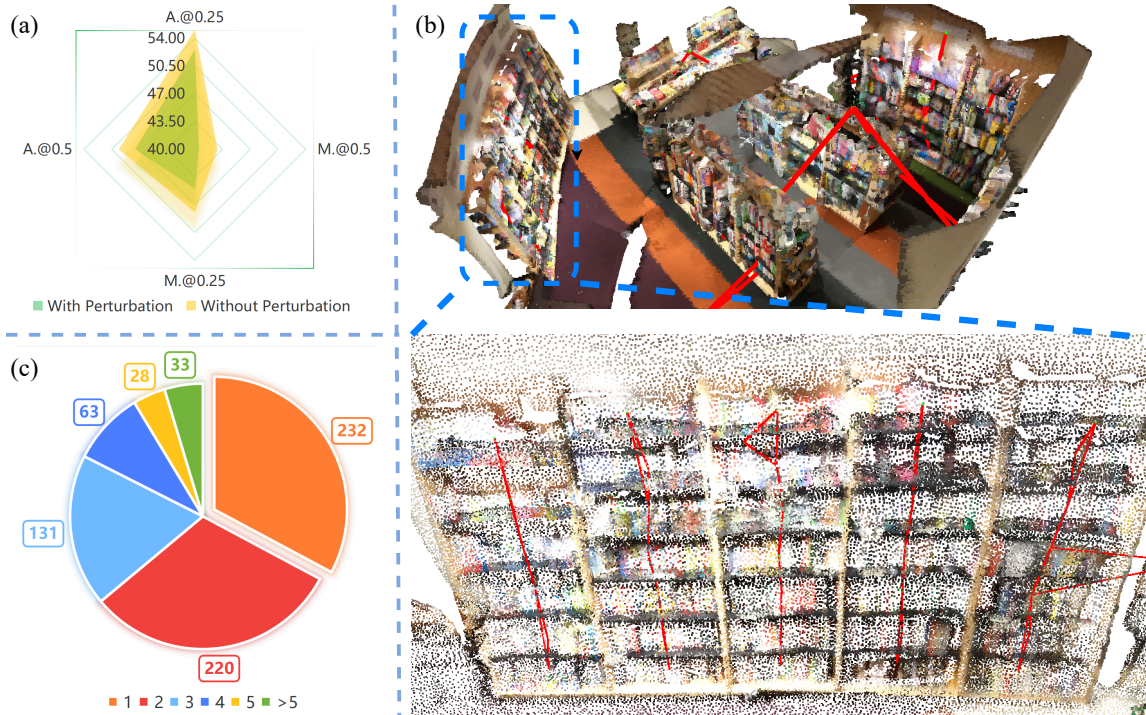 (a)
A.@0.25
54.00
50.50
47.00
43.50
40.00
A.@0.5
M.@0.5
M.@0.25
With Perturbation
Without Perturbation
(b)
(c)
33
28
63
232
131
220
1 2 3 4 5 >5